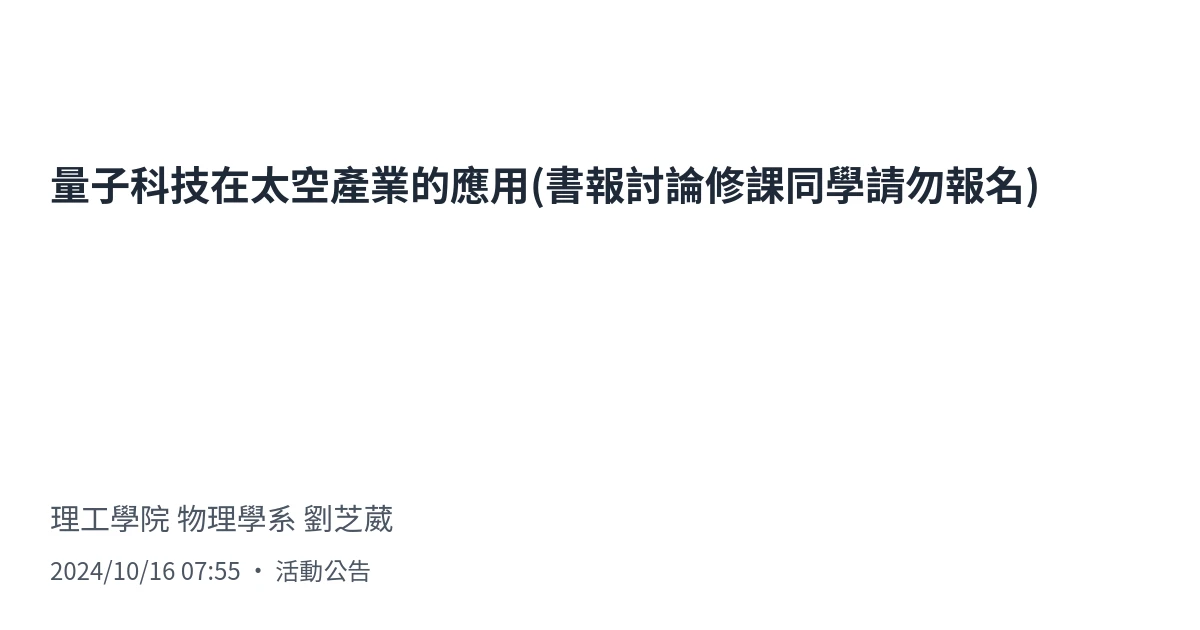 量子科技在太空產業的應用(書報討論修課同學請勿報名)
理工學院 物理學系 劉芝葳
2024/10/16 07:55 • 活動公告